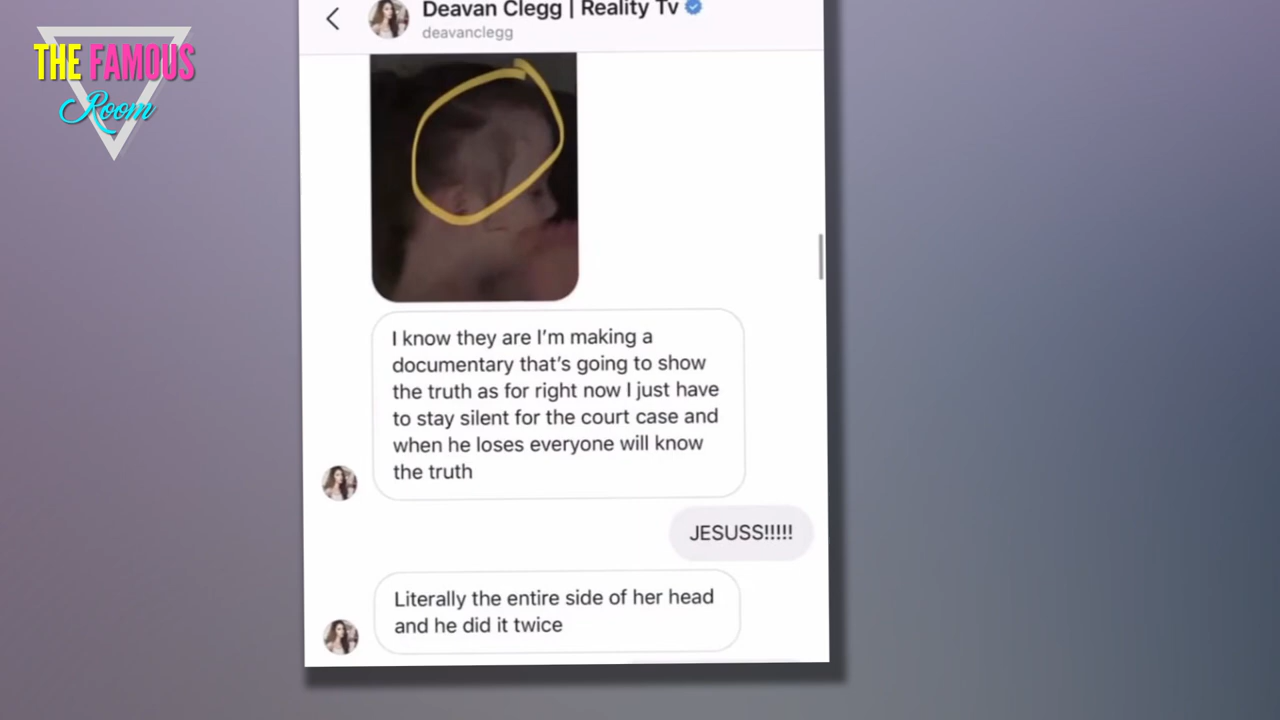 THE FAMOUS
Room
Deavan Clegg | Reality Tv
deavanclegg
I know they are I'm making a
documentary that's going to show
the truth as for right now I just have
to stay silent for the court case and
when he loses everyone will know
the truth
JESUSS!!!!!
Literally the entire side of her head
and he did it twice